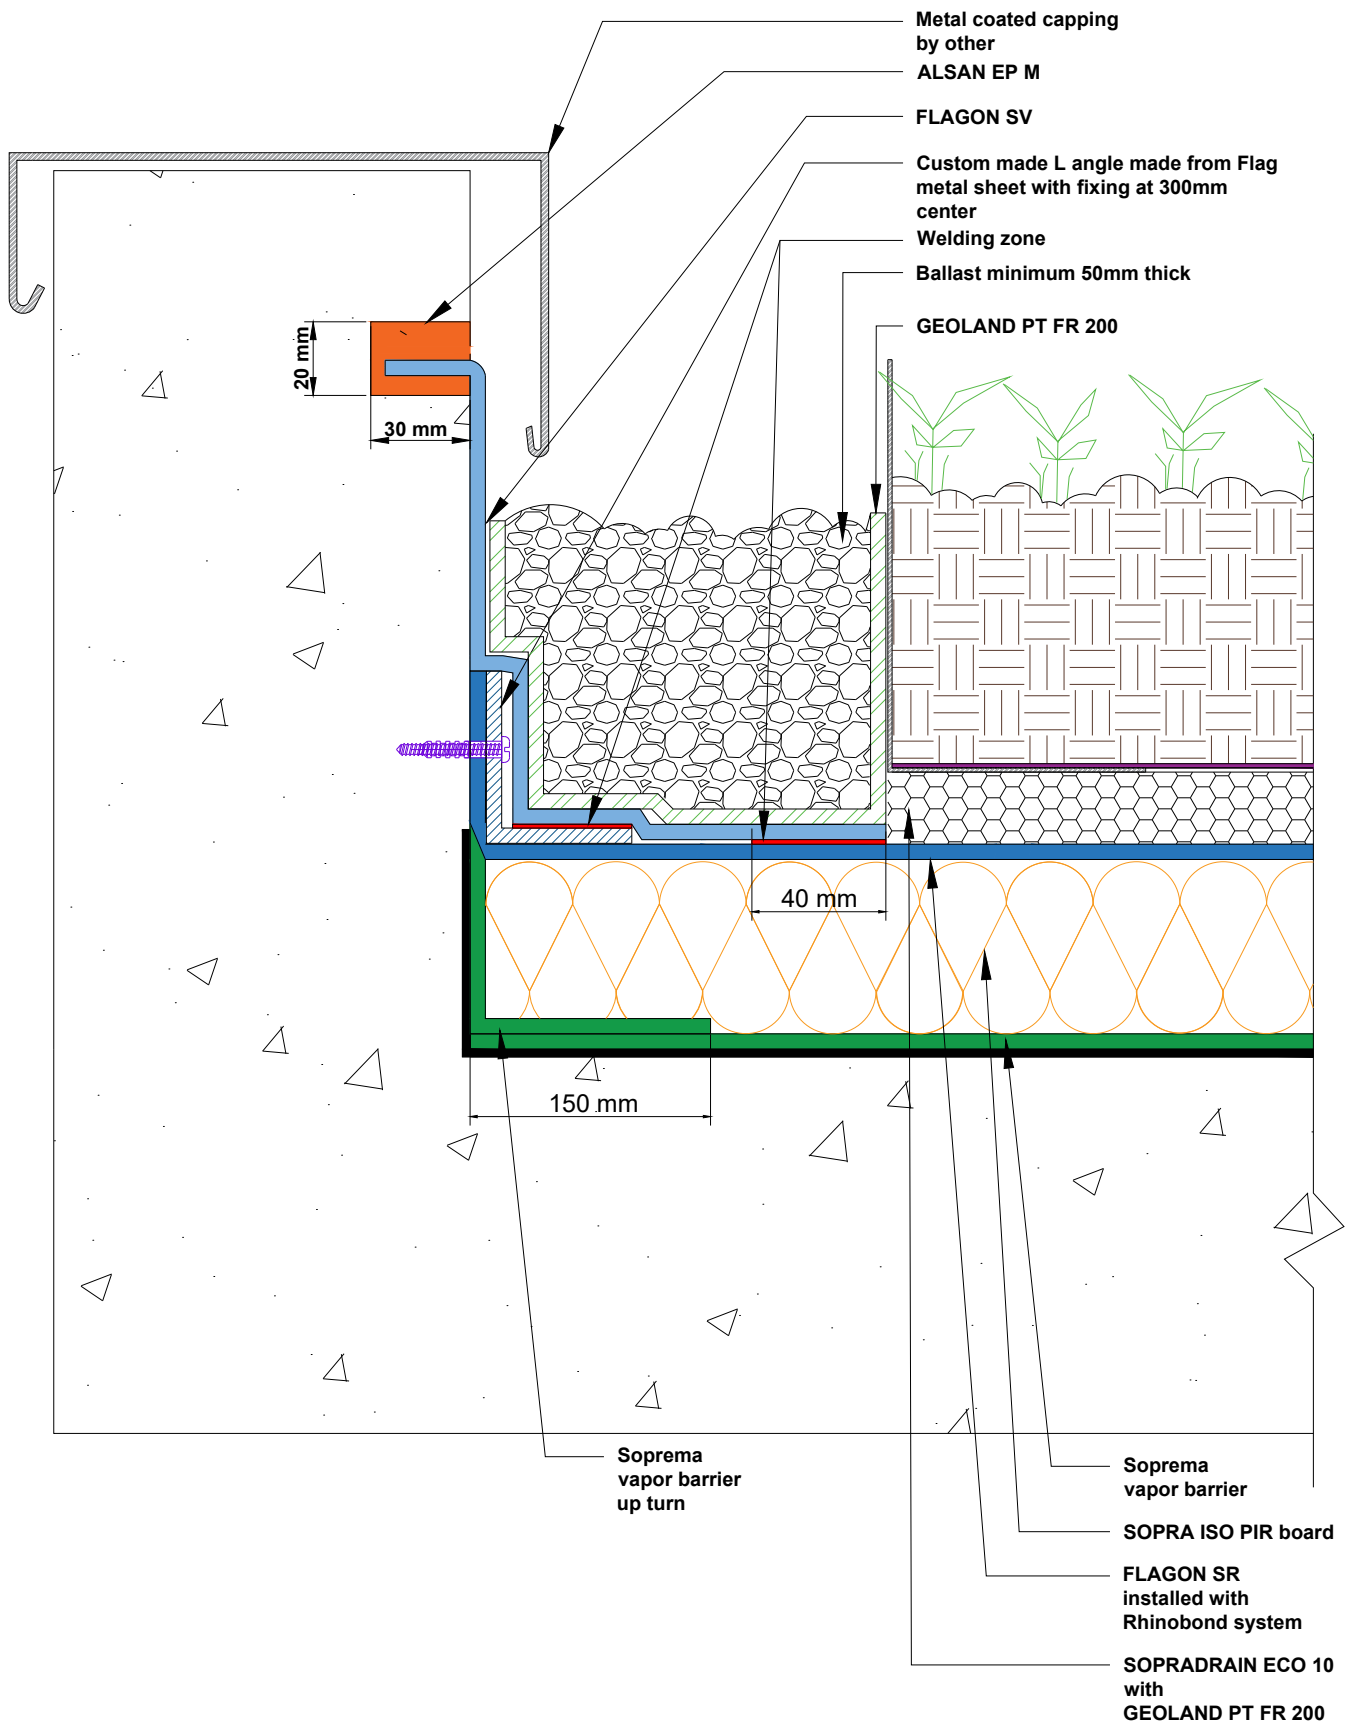 Metal coated capping
by other
ALSAN EP M
FLAGON SV
Custom made L angle made from Flag
metal sheet with fixing at 300mm
center
Welding zone
Ballast minimum 50mm thick
GEOLAND PT FR 200
20 mm
30 mm
40 mm
150 mm
Soprema
vapor barrier
up turn
Soprema
vapor barrier
SOPRA ISO PIR board
FLAGON SR
installed with
Rhinobond system
SOPRADRAIN ECO 10
with
GEOLAND PT FR 200